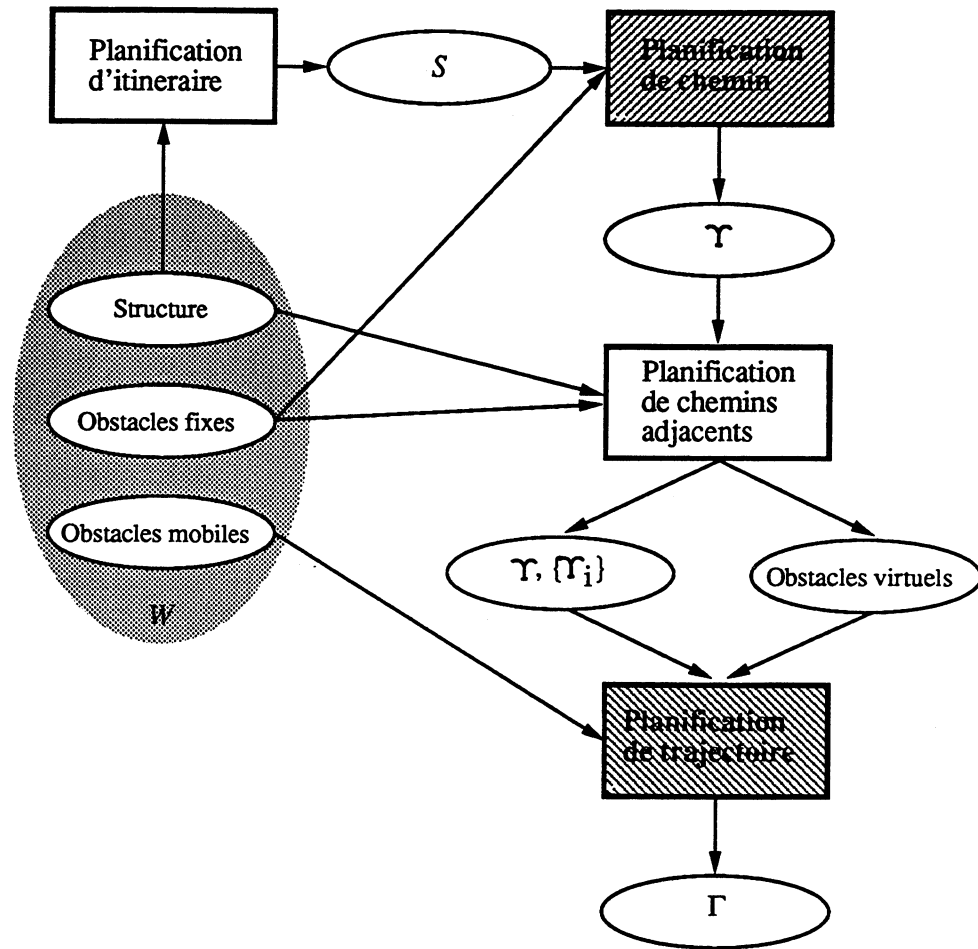 Planification
d'itineraire
S
Planification
de chemin
ϒ
Structure
Obstacles fixes
Obstacles mobiles
W
Planification
de chemins
adjacents
ϒ, {ϒi}
Obstacles virtuels
Planification
de trajectoire
Γ